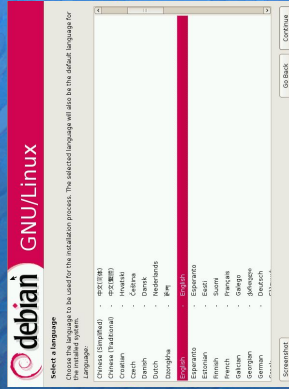 debian GNU/Linux
Select a language
Choose the language to be used for the installation process. The selected language will also be the default language for
the installed system.
Language:
Chinese (Simplified) - 中文(简体)
Chinese (Traditional) - 中文(繁體)
Croatian - Hrvatski
Czech - Čeština
Danish - Dansk
Dutch - Nederlands
Dzongkha -
English - English
Esperanto - Esperanto
Estonian - Eesti
Finnish - Suomi
French - Français
Galician - Galego
Georgian - ქართული
German - Deutsch
Screenshot Go Back Continue